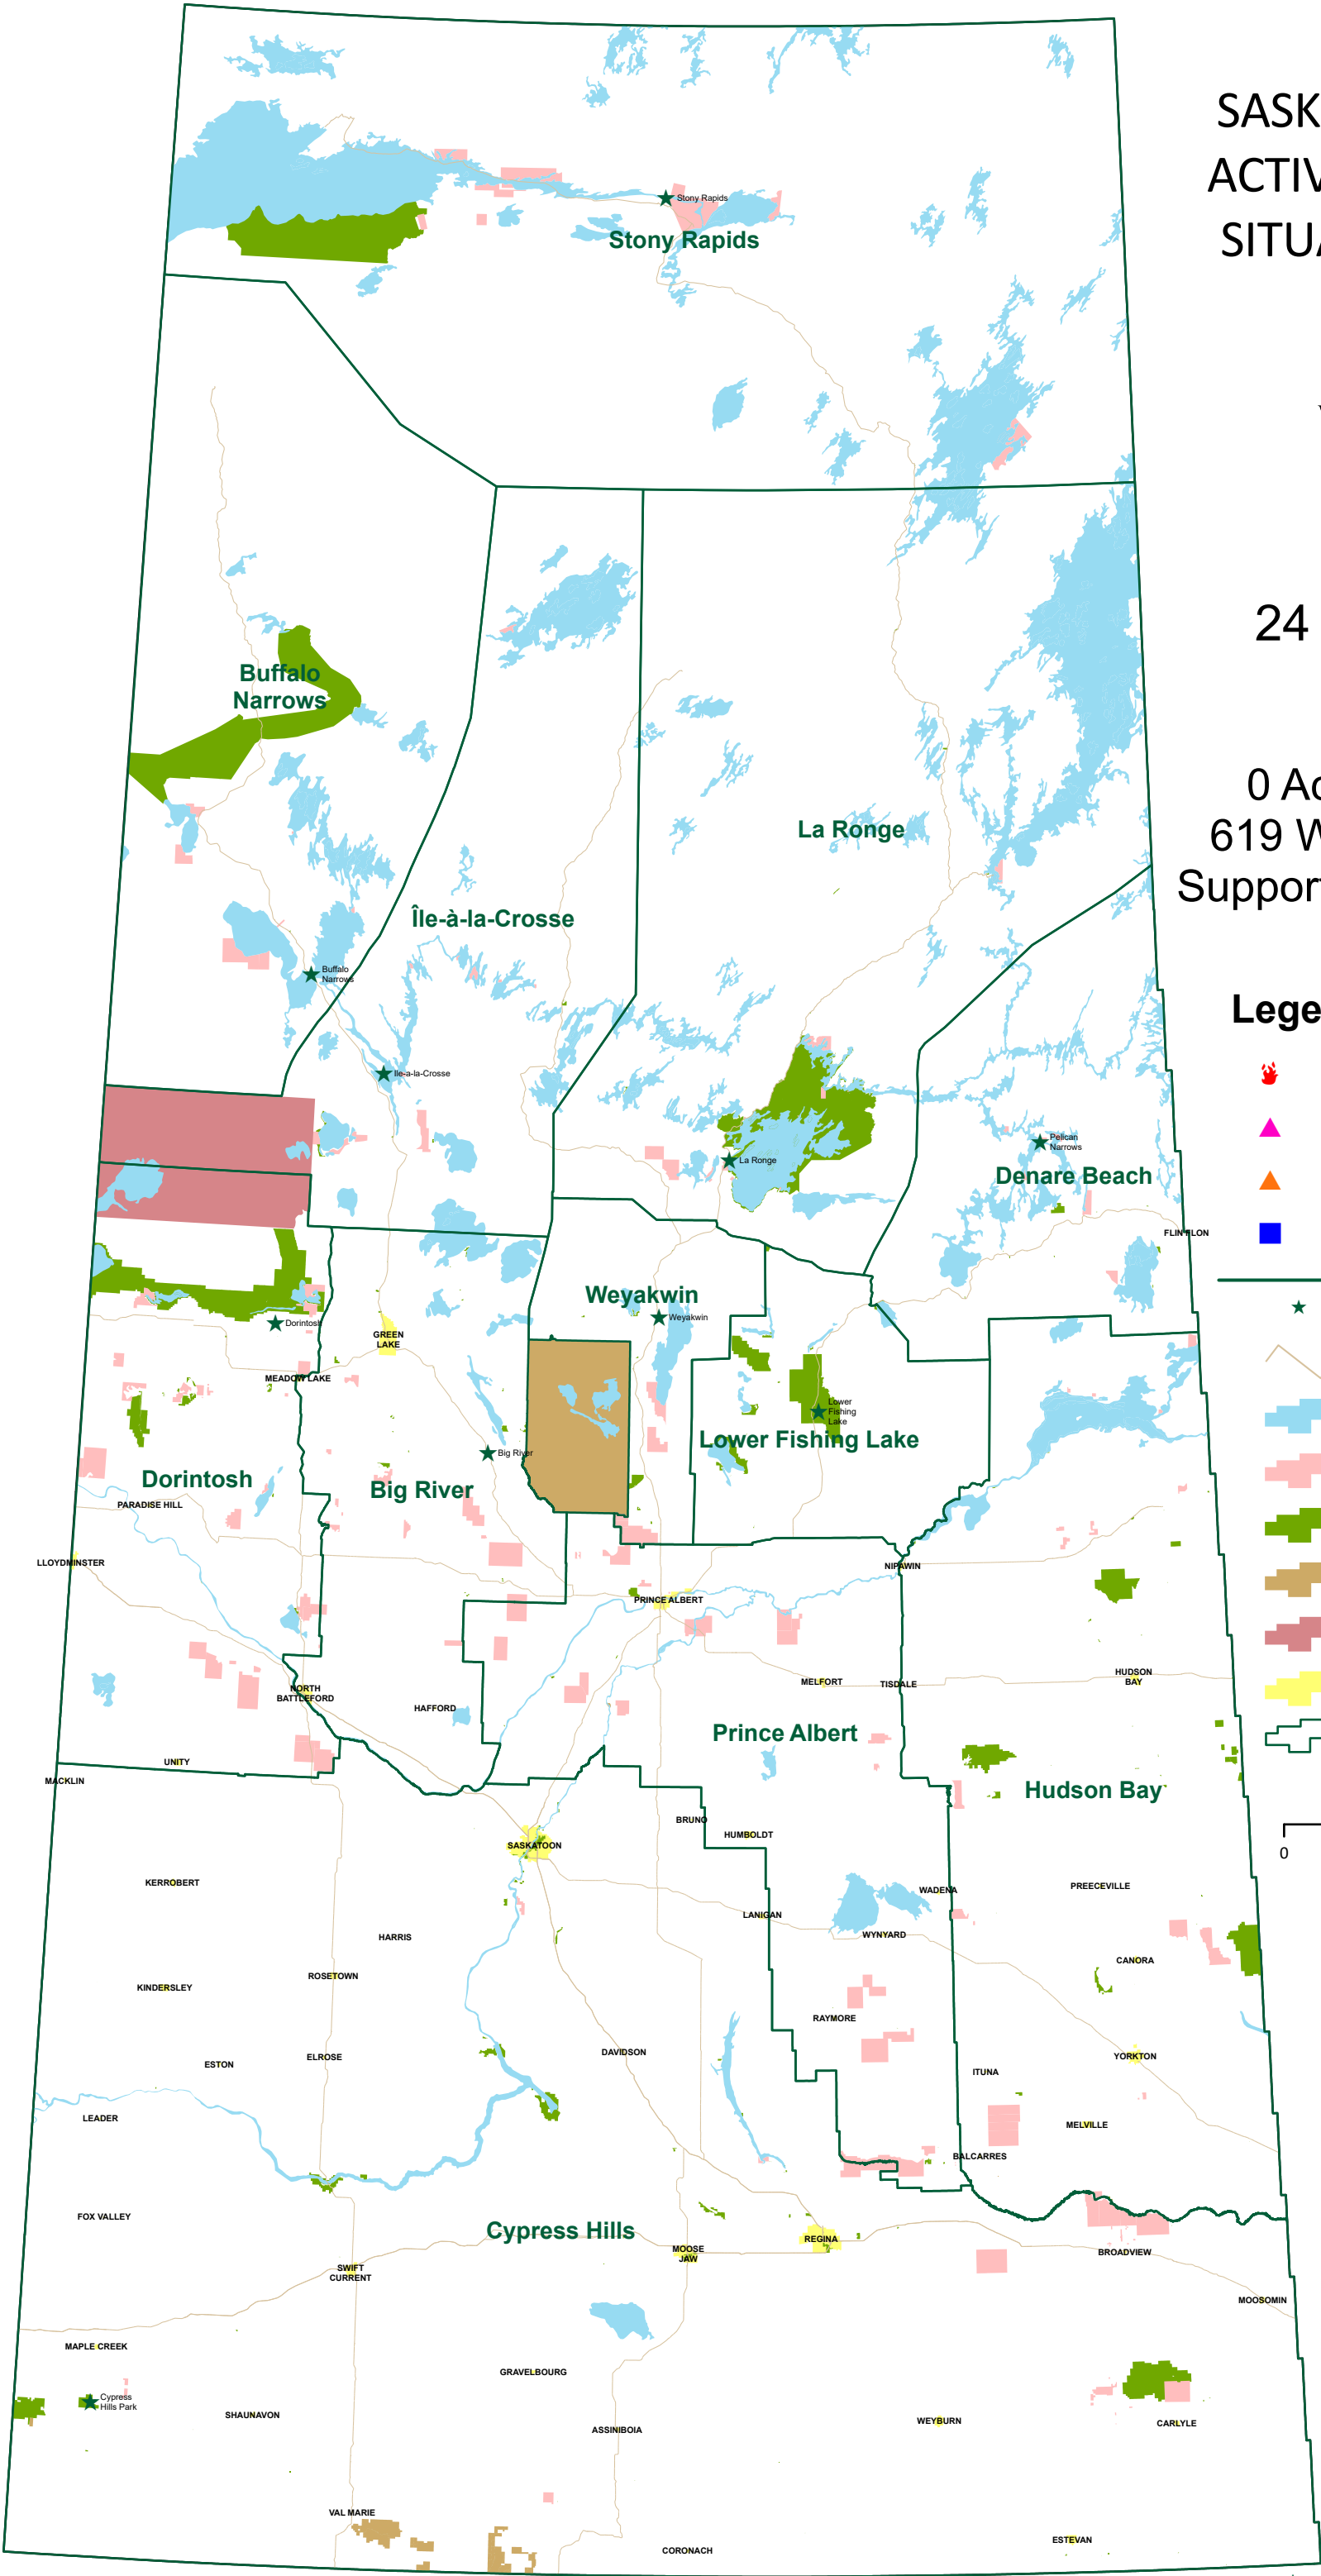 SASK
ACTIV
SITUA
24
0 Ac
619 W
Support
Lege
0
Stony Rapids
Stony Rapids
Buffalo
Narrows
La Ronge
Île-à-la-Crosse
Buffalo
Narrows
Ile-a-la-Crosse
Pelican
Narrows
La Ronge
Denare Beach
FLIN FLON
Weyakwin
Weyakwin
Dorintosh
GREEN
LAKE
MEADOW LAKE
Lower
Fishing
Lake
Lower Fishing Lake
Big River
Dorintosh
Big River
PARADISE HILL
LLOYDMINSTER
NIPAWIN
PRINCE ALBERT
HUDSON
BAY
MELFORT
TISDALE
NORTH
BATTLEFORD
HAFFORD
Prince Albert
UNITY
MACKLIN
Hudson Bay
BRUNO
HUMBOLDT
SASKATOON
KERROBERT
PREECEVILLE
WADENA
LANIGAN
WYNYARD
HARRIS
CANORA
ROSETOWN
KINDERSLEY
RAYMORE
DAVIDSON
YORKTON
ELROSE
ESTON
ITUNA
LEADER
MELVILLE
BALCARRES
FOX VALLEY
Cypress Hills
REGINA
MOOSE
JAW
BROADVIEW
SWIFT
CURRENT
MOOSOMIN
MAPLE CREEK
GRAVELBOURG
Cypress
Hills Park
SHAUNAVON
WEYBURN
CARLYLE
ASSINIBOIA
VAL MARIE
ESTEVAN
CORONACH